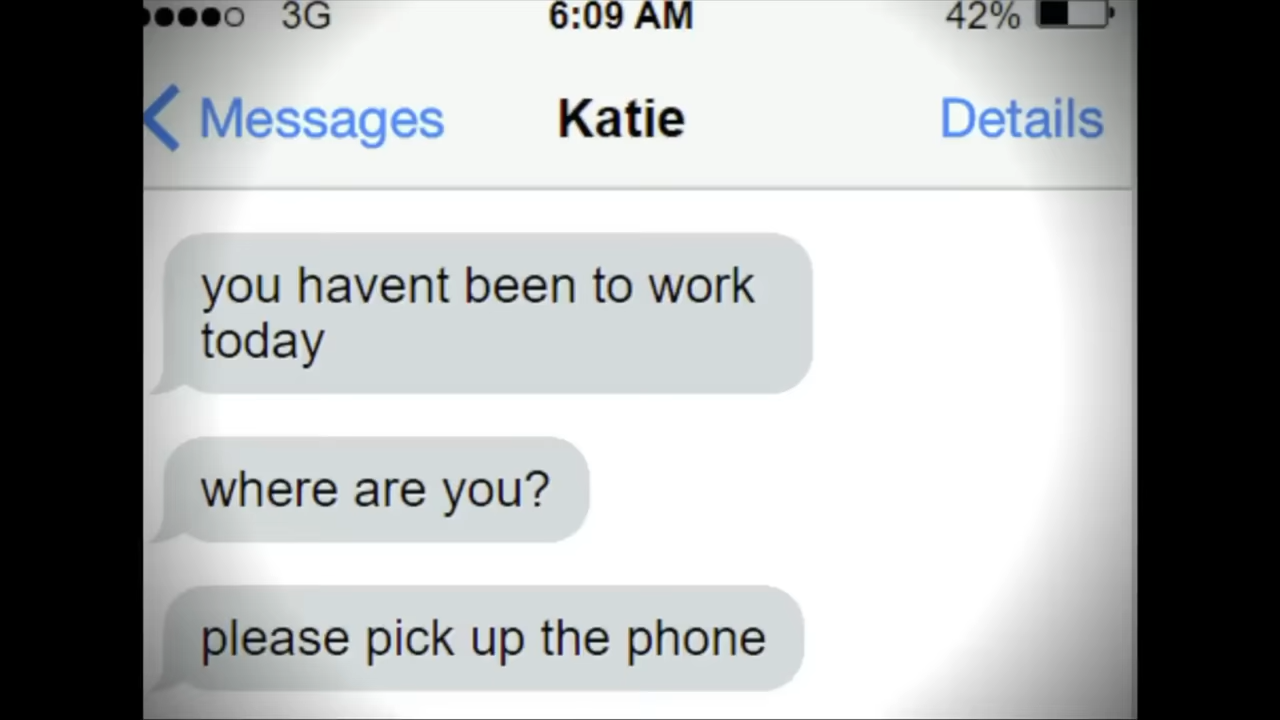 3G 6:09 AM 42%
Messages Katie Details
you havent been to work
today
where are you?
please pick up the phone